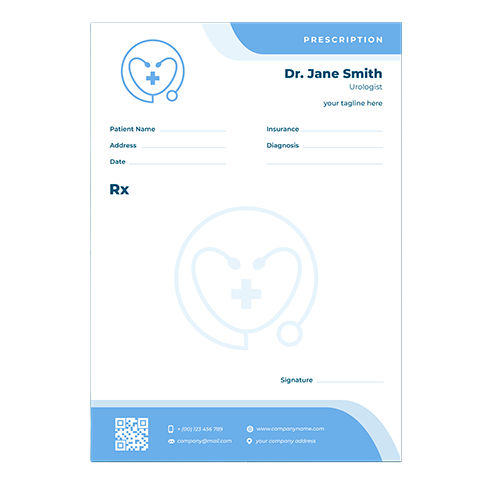 PRESCRIPTION
Dr. Jane Smith
Urologist
your tagline here
Patient Name
Insurance
Address
Diagnosis
Date
Rx
Signature
+ (00) 123 456 789
www.companyname.com
company@mail.com
your company address